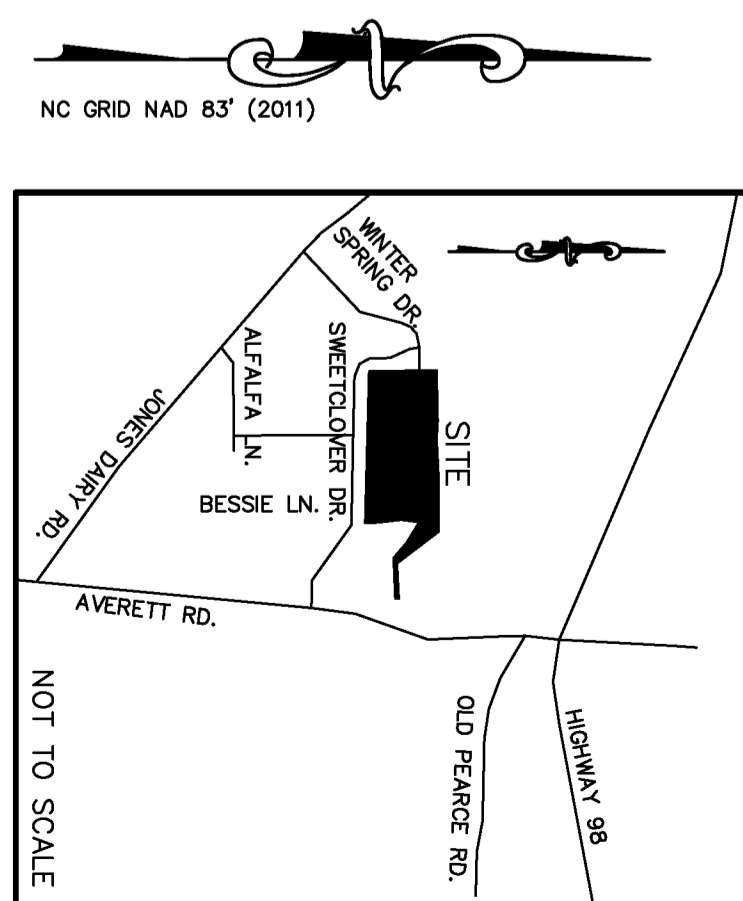 NC GRID NAD 83' (2011)
WINTER
SPRING DR.
ALFALFA LN.
SWEETCLOVER DR.
SITE
JONES DAIRY RD.
BESSIE LN.
AVERETT RD.
NOT TO SCALE
OLD PEARCE RD.
HIGHWAY 98